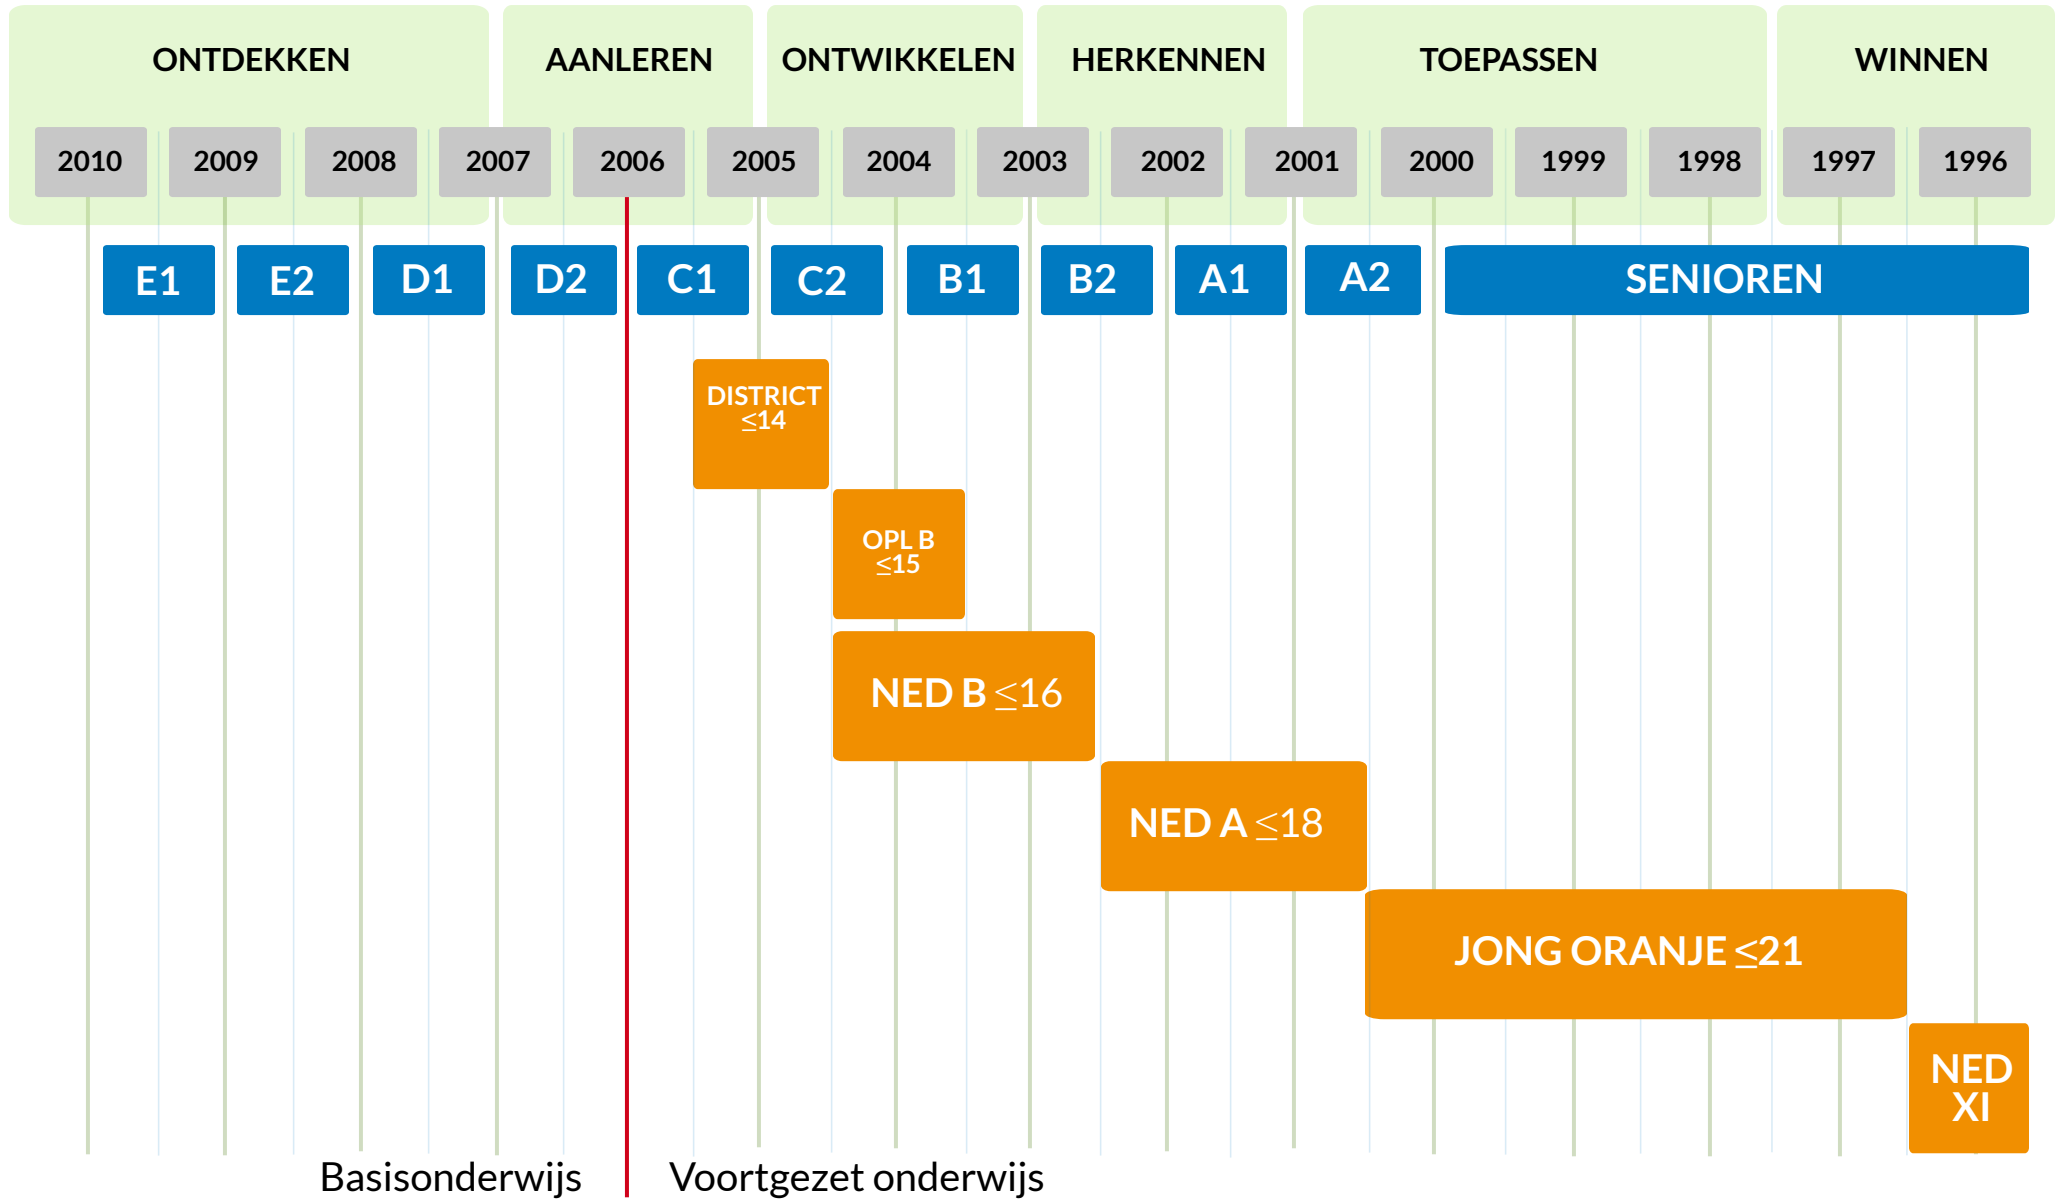 ONTDEKKEN AANLEREN ONTWIKKELEN HERKENNEN TOEPASSEN WINNEN
2010 2009 2008 2007 2006 2005 2004 2003 2002 2001 2000 1999 1998 1997 1996
E1 E2 D1 D2 C1 C2 B1 B2 A1 A2 SENIOREN
DISTRICT
≤14
OPL B
≤15
NED B ≤16
NED A ≤18
JONG ORANJE ≤21
NED
XI
Basisonderwijs Voortgezet onderwijs